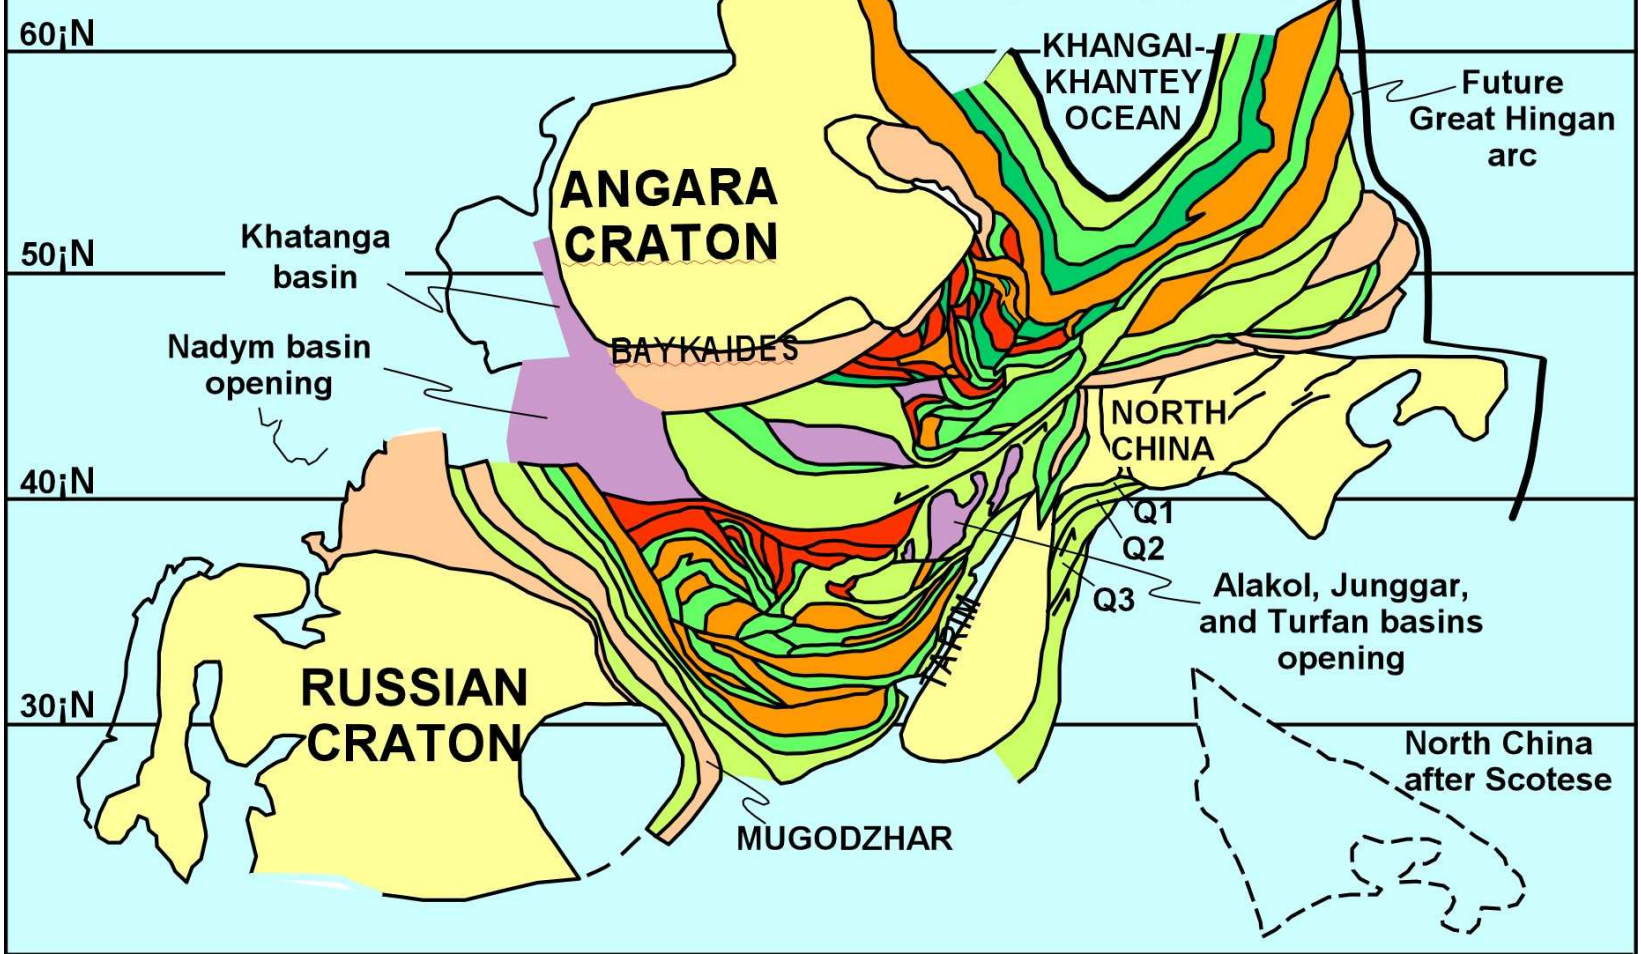 60¡N
KHANGAI-
KHANTEY
OCEAN
Future
Great Hingan
arc
ANGARA
CRATON
Khatanga
basin
50¡N
Nadym basin
opening
BAYKAIDES
NORTH
CHINA
40¡N
Q1
Q2
Q3
Alakol, Junggar,
and Turfan basins
opening
TARIM
RUSSIAN
CRATON
30¡N
North China
after Scotese
MUGODZHAR